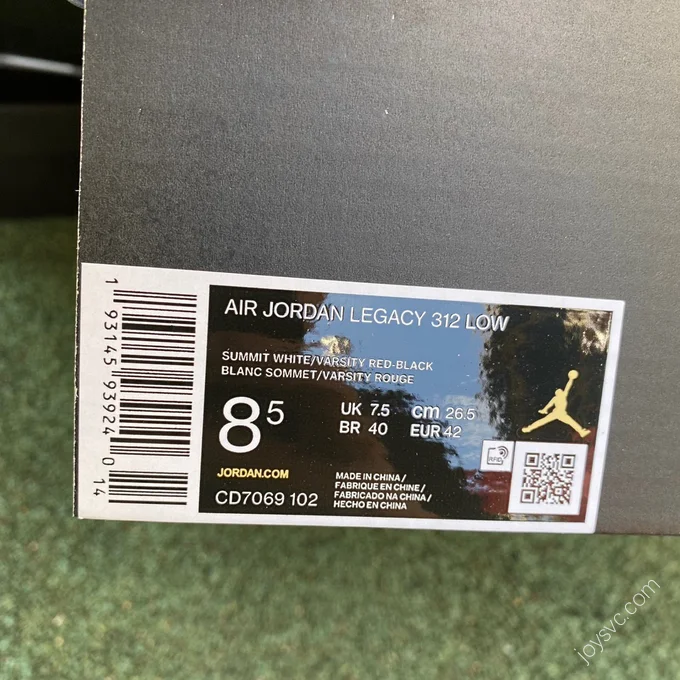 AIR JORDAN LEGACY 312 LOW
SUMMIT WHITE/VARSITY RED-BLACK
BLANC SOMMET/VARSITY ROUGE
8⁵
UK 7.5 cm 26.5
BR 40 EUR 42
JORDAN.COM
CD7069 102
MADE IN CHINA/
FABRIQUE EN CHINE/
FABRICADO NA CHINA/
HECHO EN CHINA
RFID
1 93145 93924 0 14
joysvc.com